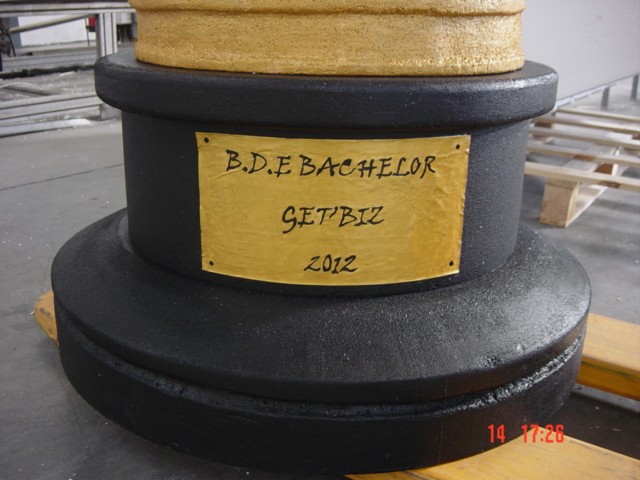 B.D.E BACHELOR
GET'BIZ
2012
14 17:26